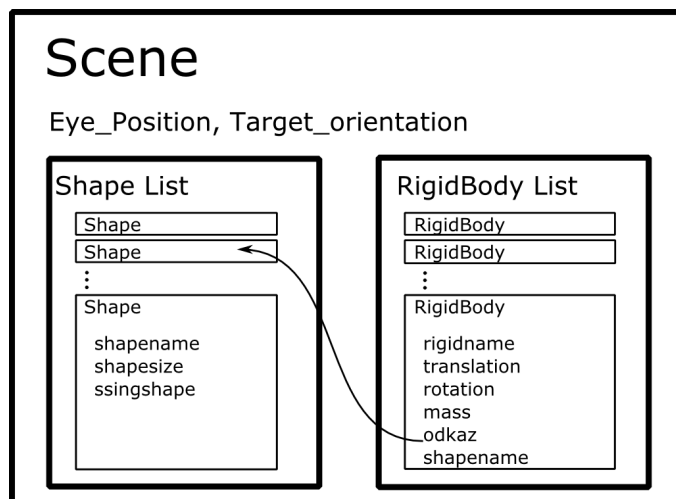 Scene
Eye_Position, Target_orientation
Shape List
Shape
Shape
Shape
shapename
shapesize
ssingshape
RigidBody List
RigidBody
RigidBody
RigidBody
rigidname
translation
rotation
mass
odkaz
shapename